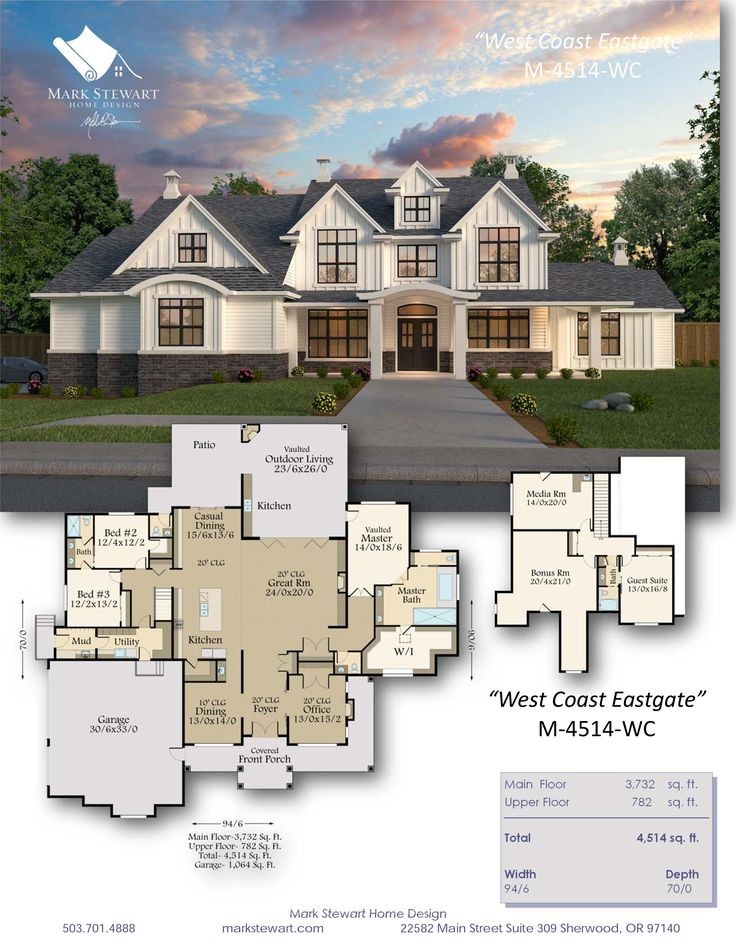 MARK STEWART
HOME DESIGN
“West Coast Eastgate”
M-4514-WC
Patio
Vaulted
Outdoor Living
23/6x26/0
Kitchen
Casual
Dining
15/6x13/6
20' CLG
Bed #2
12/4x12/2
Bath
Bed #3
12/2x13/2
Mud
Utility
Kitchen
20' CLG
Great Rm
24/0x20/0
Vaulted
Master
14/0x18/6
Master
Bath
W/I
Garage
30/6x33/0
10' CLG
Dining
13/0x14/0
20' CLG
Foyer
20' CLG
Office
13/0x15/2
Covered
Front Porch
70/0
90/6
94/6
Main Floor-3,732 Sq. Ft.
Upper Floor- 782 Sq. Ft.
Total- 4,514 Sq. Ft.
Garage- 1,064 Sq. Ft.
Media Rm
14/0x20/0
Bonus Rm
20/4x21/0
Bath
Guest Suite
13/0x16/8
“West Coast Eastgate”
M-4514-WC
Main Floor 3,732 sq. ft.
Upper Floor 782 sq. ft.
Total 4,514 sq. ft.
Width Depth
94/6 70/0
Mark Stewart Home Design
503.701.4888 markstewart.com 22582 Main Street Suite 309 Sherwood, OR 97140